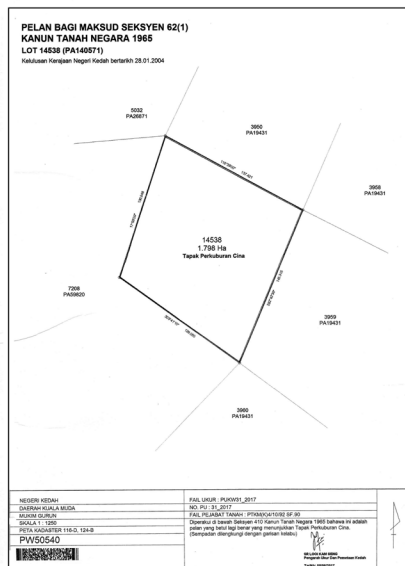 PELAN BAGI MAKSUD SEKSYEN 62(1)
KANUN TANAH NEGARA 1965
LOT 14538 (PA140571)
Kelulusan Kerajaan Negeri Kedah bertarikh 28.01.2004
5032
PA26871
3950
PA19431
3958
PA19431
14538
1.798 Ha
Tapak Perkuburan Cina
7208
PA59820
3959
PA19431
3960
PA19431
NEGERI KEDAH
DAERAH KUALA MUDA
MUKIM GURUN
SKALA 1 : 1250
PETA KADASTER 116-D, 124-B
PW50540
FAIL UKUR : PUKW31_2017
NO. PU : 31_2017
FAIL PEJABAT TANAH : PTKM(K)4/10/92 SF.90
Diperakui di bawah Seksyen 410 Kanun Tanah Negara 1965 bahawa ini adalah
pelan yang betul lagi benar yang menunjukkan Tapak Perkuburan Cina.
(Sempadan dilengkungi dengan garisan kelabu)
Pengarah Ukur Dan Pemetaan Kedah